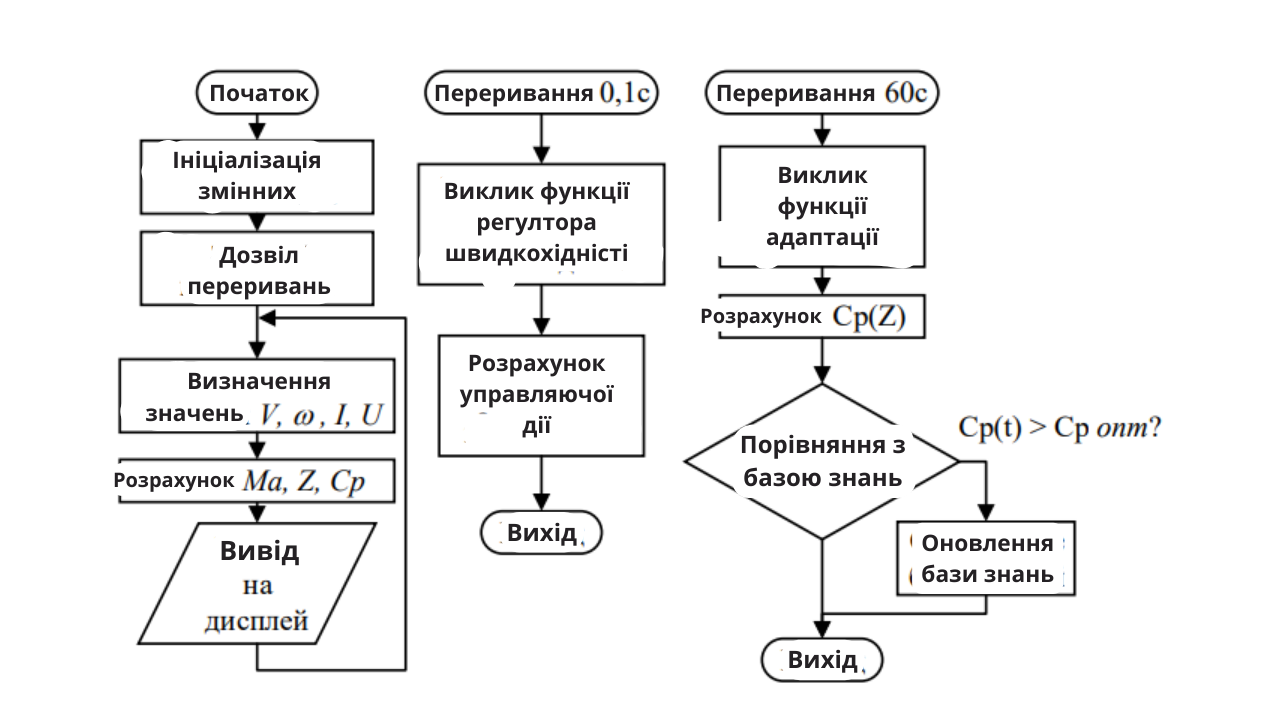 Початок
Ініціалізація
змінних
Дозвіл
переривань
Визначення
значень V, ω, I, U
Розрахунок Ma, Z, Cp
Вивід
на
дисплей
Переривання 0,1с
Виклик функції
регултора
швидкохідністі
Розрахунок
управляючої
дії
Вихід
Переривання 60с
Виклик
функції
адаптації
Розрахунок Cp(Z)
Порівняння з
базою знань
Cp(t) > Cp опт?
Оновлення
бази знань
Вихід